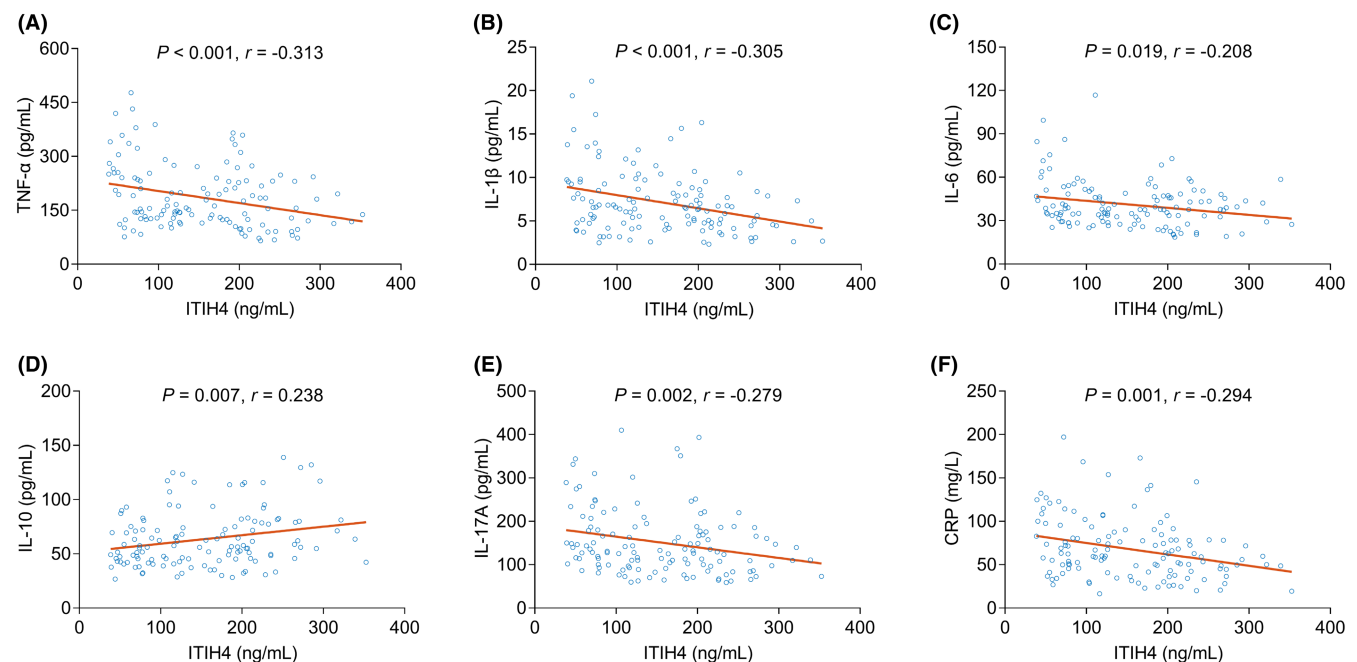 (A)
P < 0.001, r = -0.313
TNF-α (pg/mL)
600
450
300
150
0
0 100 200 300 400
ITIH4 (ng/mL)
(B)
P < 0.001, r = -0.305
IL-1β (pg/mL)
25
20
15
10
5
0
0 100 200 300 400
ITIH4 (ng/mL)
(C)
P = 0.019, r = -0.208
IL-6 (pg/mL)
150
120
90
60
30
0
0 100 200 300 400
ITIH4 (ng/mL)
(D)
P = 0.007, r = 0.238
IL-10 (pg/mL)
200
150
100
50
0
0 100 200 300 400
ITIH4 (ng/mL)
(E)
P = 0.002, r = -0.279
IL-17A (pg/mL)
500
400
300
200
100
0
0 100 200 300 400
ITIH4 (ng/mL)
(F)
P = 0.001, r = -0.294
CRP (mg/L)
250
200
150
100
50
0
0 100 200 300 400
ITIH4 (ng/mL)